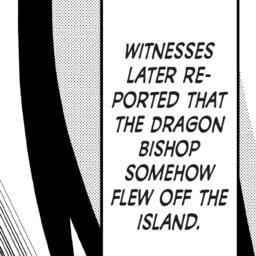 WITNESSES
LATER RE-
PORTED THAT
THE DRAGON
BISHOP
SOMEHOW
FLEW OFF THE
ISLAND.